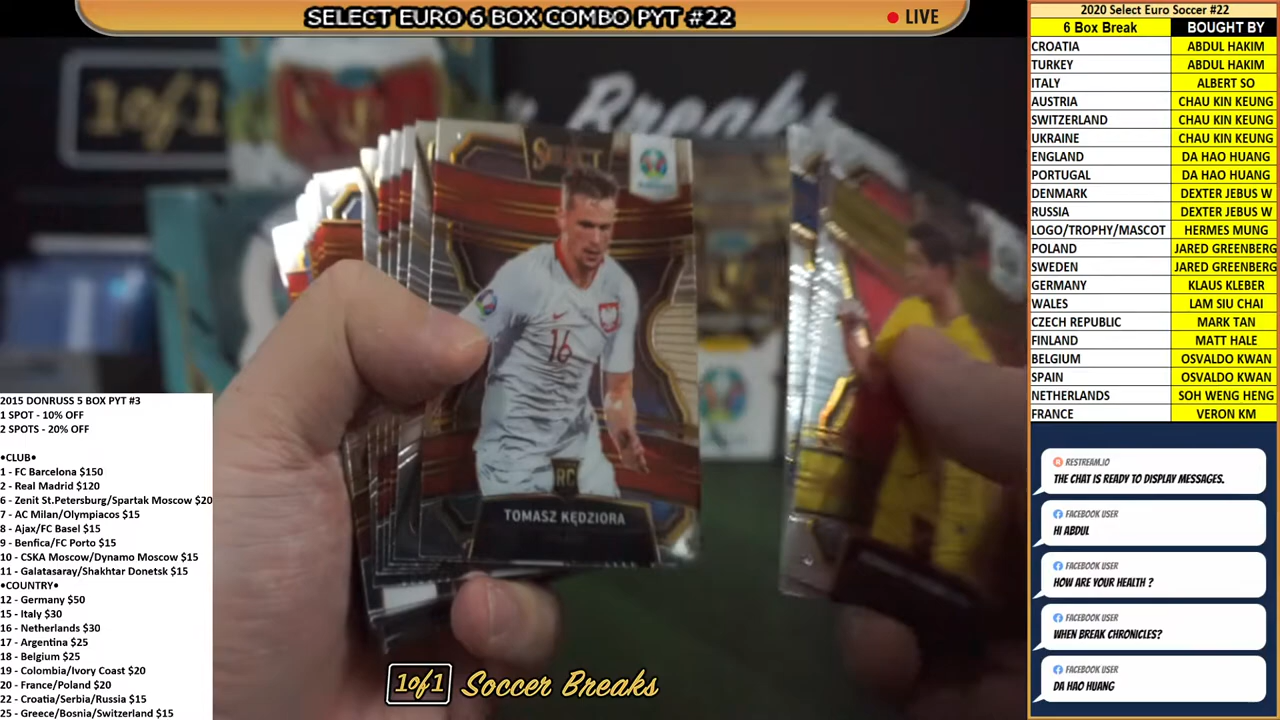 SELECT EURO 6 BOX COMBO PYT #22
LIVE
2020 Select Euro Soccer #22
6 Box Break BOUGHT BY
CROATIA ABDUL HAKIM
TURKEY ABDUL HAKIM
ITALY ALBERT SO
AUSTRIA CHAU KIN KEUNG
SWITZERLAND CHAU KIN KEUNG
UKRAINE CHAU KIN KEUNG
ENGLAND DA HAO HUANG
PORTUGAL DA HAO HUANG
DENMARK DEXTER JEBUS W
RUSSIA DEXTER JEBUS W
LOGO/TROPHY/MASCOT HERMES MUNG
POLAND JARED GREENBERG
SWEDEN JARED GREENBERG
GERMANY KLAUS KLEBER
WALES LAM SIU CHAI
CZECH REPUBLIC MARK TAN
FINLAND MATT HALE
BELGIUM OSVALDO KWAN
SPAIN OSVALDO KWAN
NETHERLANDS SOH WENG HENG
FRANCE VERON KM
1of1
Breaks
SELECT
16
RC
TOMASZ KĘDZIORA
2015 DONRUSS 5 BOX PYT #3
1 SPOT - 10% OFF
2 SPOTS - 20% OFF
•CLUB•
1 - FC Barcelona $150
2 - Real Madrid $120
6 - Zenit St.Petersburg/Spartak Moscow $20
7 - AC Milan/Olympiacos $15
8 - Ajax/FC Basel $15
9 - Benfica/FC Porto $15
10 - CSKA Moscow/Dynamo Moscow $15
11 - Galatasaray/Shakhtar Donetsk $15
•COUNTRY•
12 - Germany $50
15 - Italy $30
16 - Netherlands $30
17 - Argentina $25
18 - Belgium $25
19 - Colombia/Ivory Coast $20
20 - France/Poland $20
22 - Croatia/Serbia/Russia $15
25 - Greece/Bosnia/Switzerland $15
RESTREAM.IO
THE CHAT IS READY TO DISPLAY MESSAGES.
FACEBOOK USER
HI ABDUL
FACEBOOK USER
HOW ARE YOUR HEALTH ?
FACEBOOK USER
WHEN BREAK CHRONICLES?
FACEBOOK USER
DA HAO HUANG
1of1 Soccer Breaks